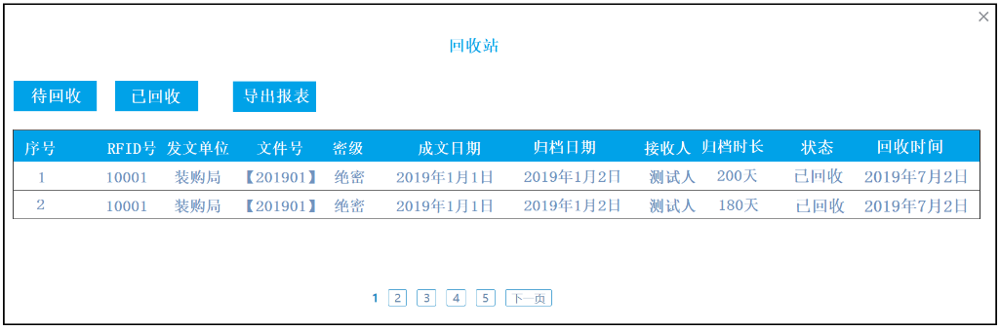 回收站
待回收 已回收 导出报表
序号 RFID号 发文单位 文件号 密级 成文日期 归档日期 接收人 归档时长 状态 回收时间
1 10001 装购局 【201901】 绝密 2019年1月1日 2019年1月2日 测试人 200天 已回收 2019年7月2日
2 10001 装购局 【201901】 绝密 2019年1月1日 2019年1月2日 测试人 180天 已回收 2019年7月2日
1 2 3 4 5 下一页